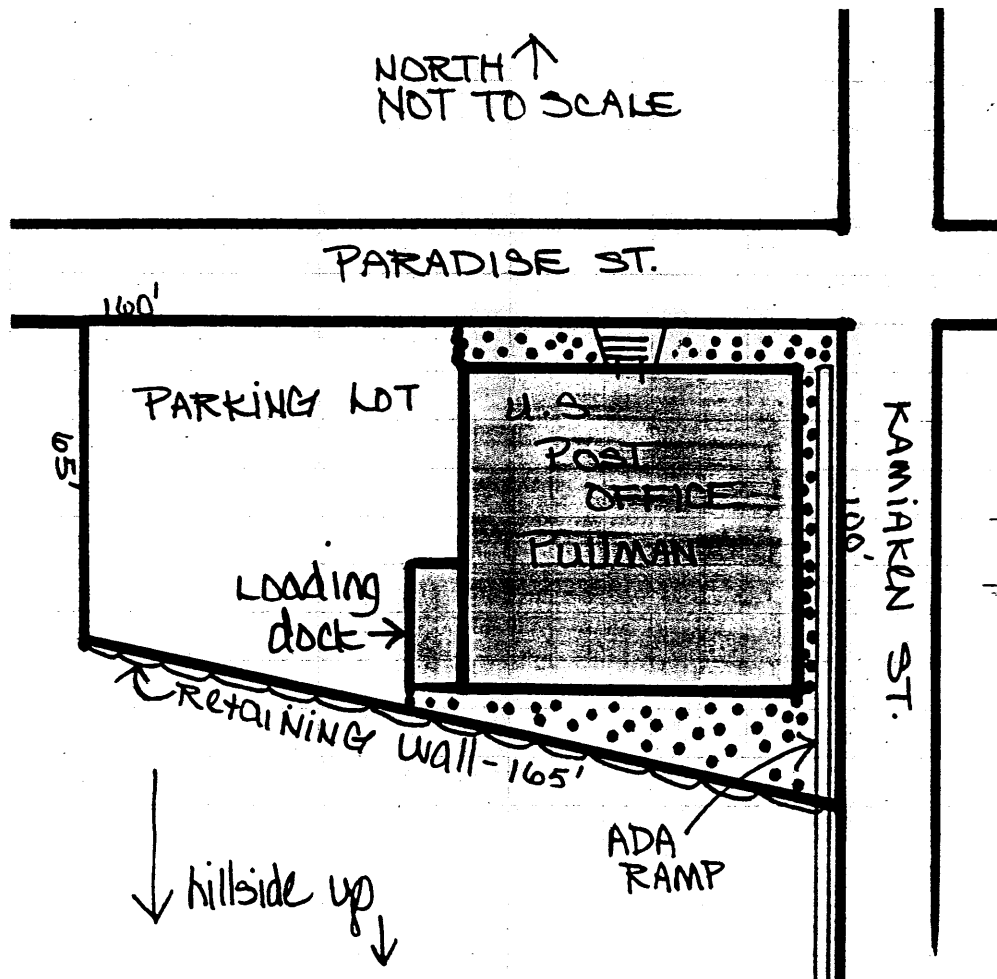 NORTH ↑
NOT TO SCALE
PARADISE ST.
160'
PARKING LOT
65'
U.S
POST
OFFICE
PULLMAN
100'
KAMIAKEN ST.
Loading
dock →
RETAINING WALL - 165'
ADA
RAMP
hillside up